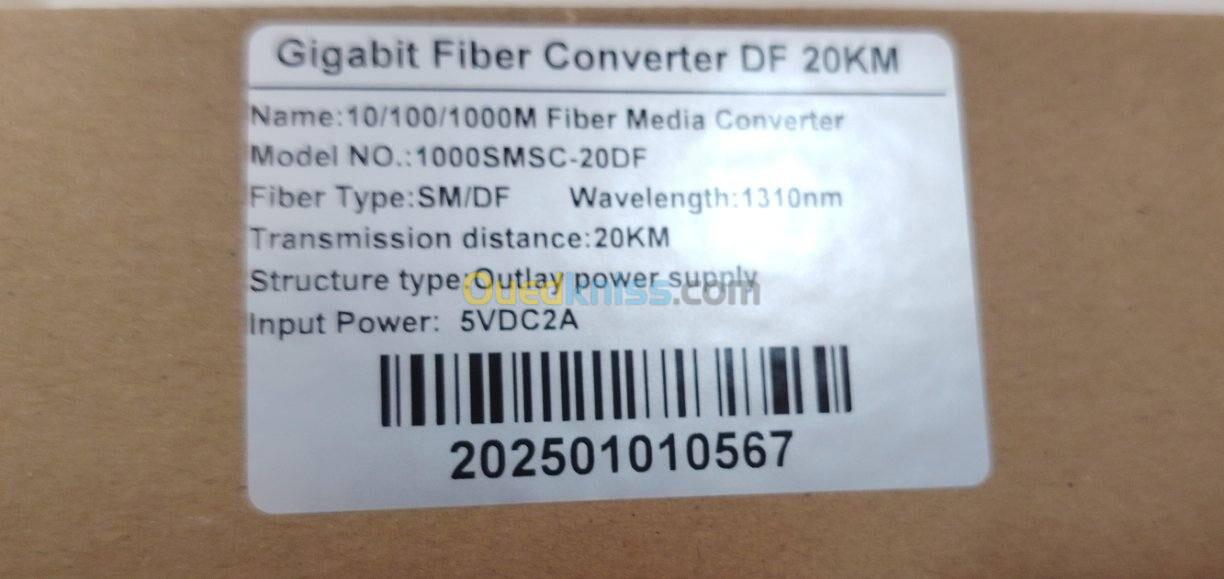 Gigabit Fiber Converter DF 20KM
Name:10/100/1000M Fiber Media Converter
Model NO.:1000SMSC-20DF
Fiber Type:SM/DF Wavelength:1310nm
Transmission distance:20KM
Structure type:Outlay power supply
Ouedkniss.com
Input Power: 5VDC2A
202501010567